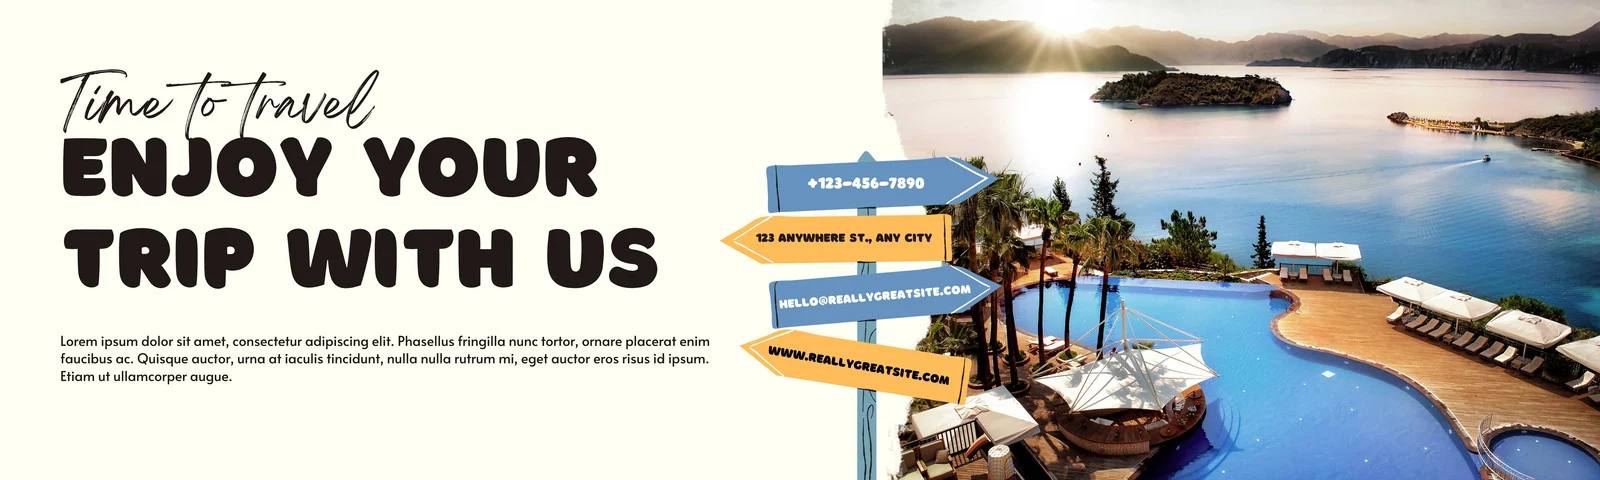 Time to travel
ENJOY YOUR
TRIP WITH US
Lorem ipsum dolor sit amet, consectetur adipiscing elit. Phasellus fringilla nunc tortor, ornare placerat enim
faucibus ac. Quisque auctor, urna at iaculis tincidunt, nulla nulla rutrum mi, eget auctor eros risus id ipsum.
Etiam ut ullamcorper augue.
+123-456-7890
123 ANYWHERE ST., ANY CITY
HELLO@REALLYGREATSITE.COM
WWW.REALLYGREATSITE.COM